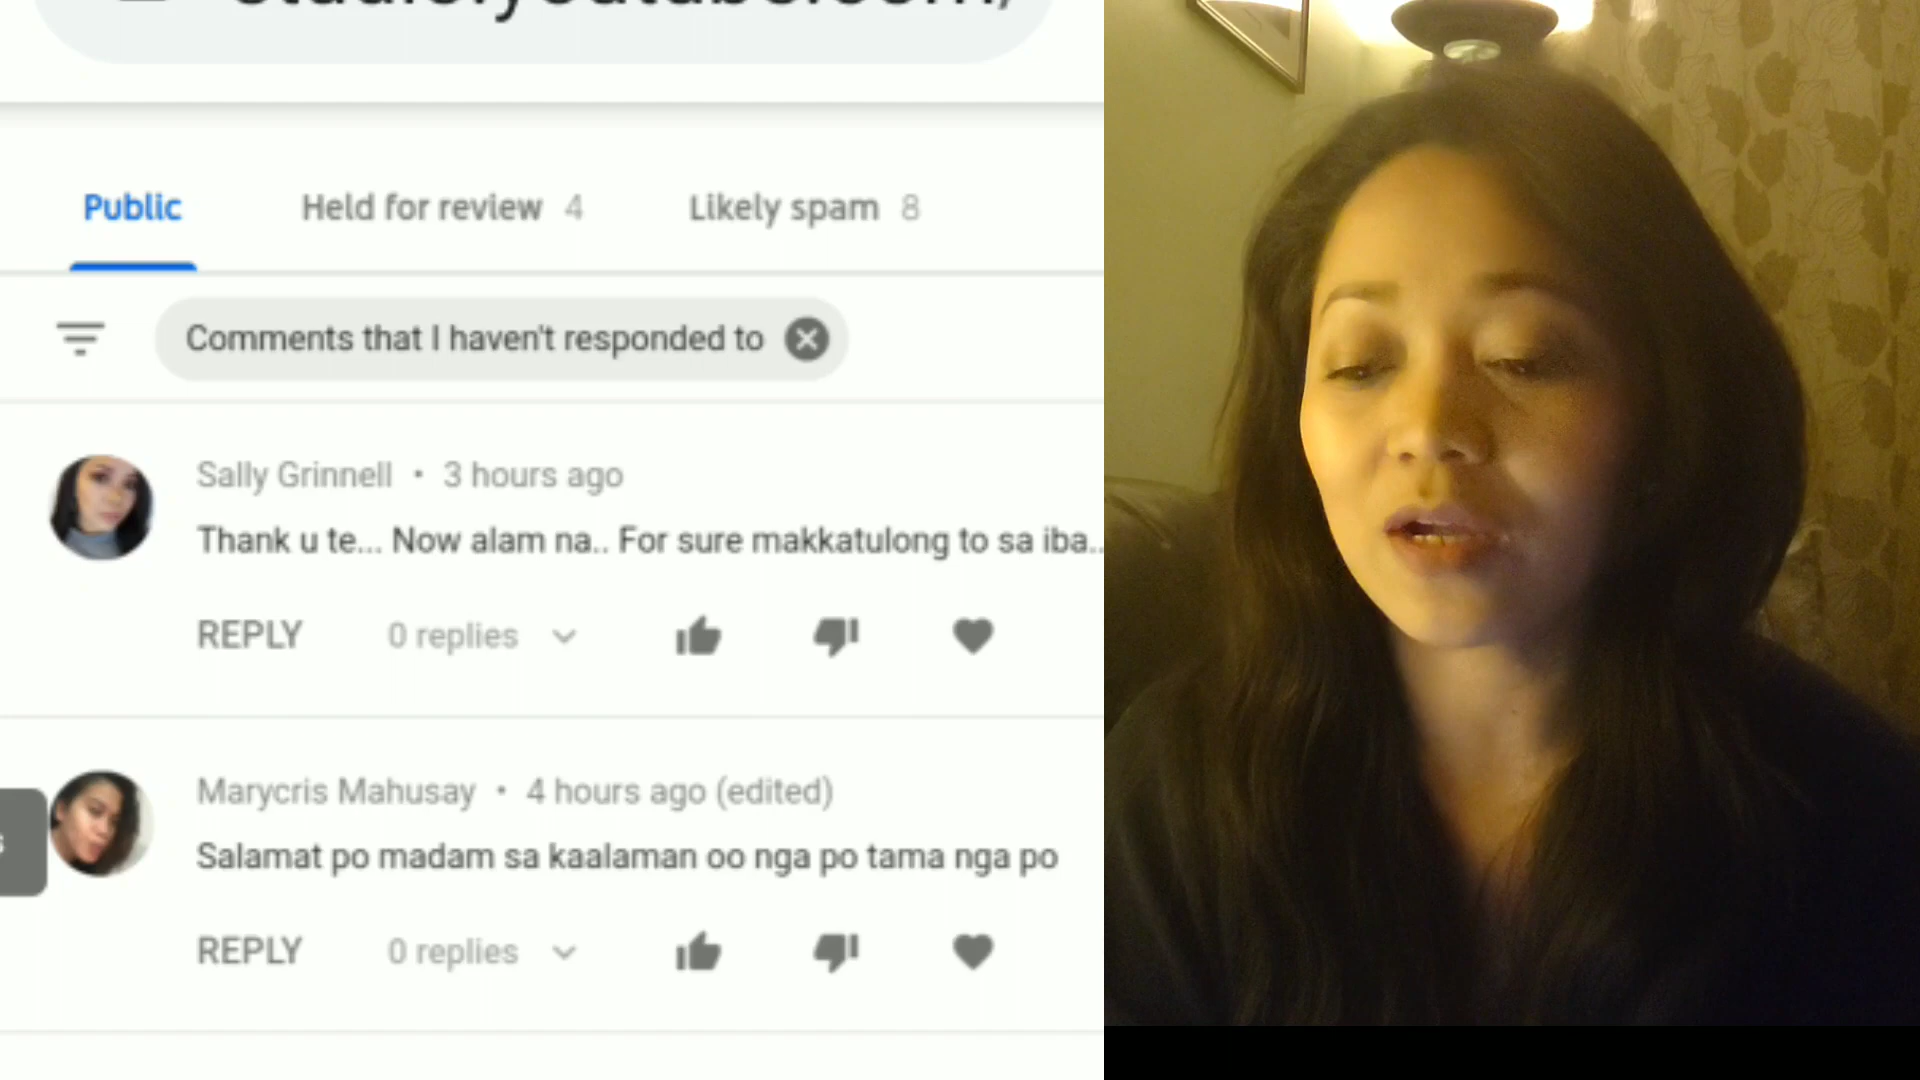 Public Held for review 4 Likely spam 8
Comments that I haven't responded to
Sally Grinnell • 3 hours ago
Thank u te... Now alam na.. For sure makkatulong to sa iba..
REPLY 0 replies
Marycris Mahusay • 4 hours ago (edited)
Salamat po madam sa kaalaman oo nga po tama nga po
REPLY 0 replies